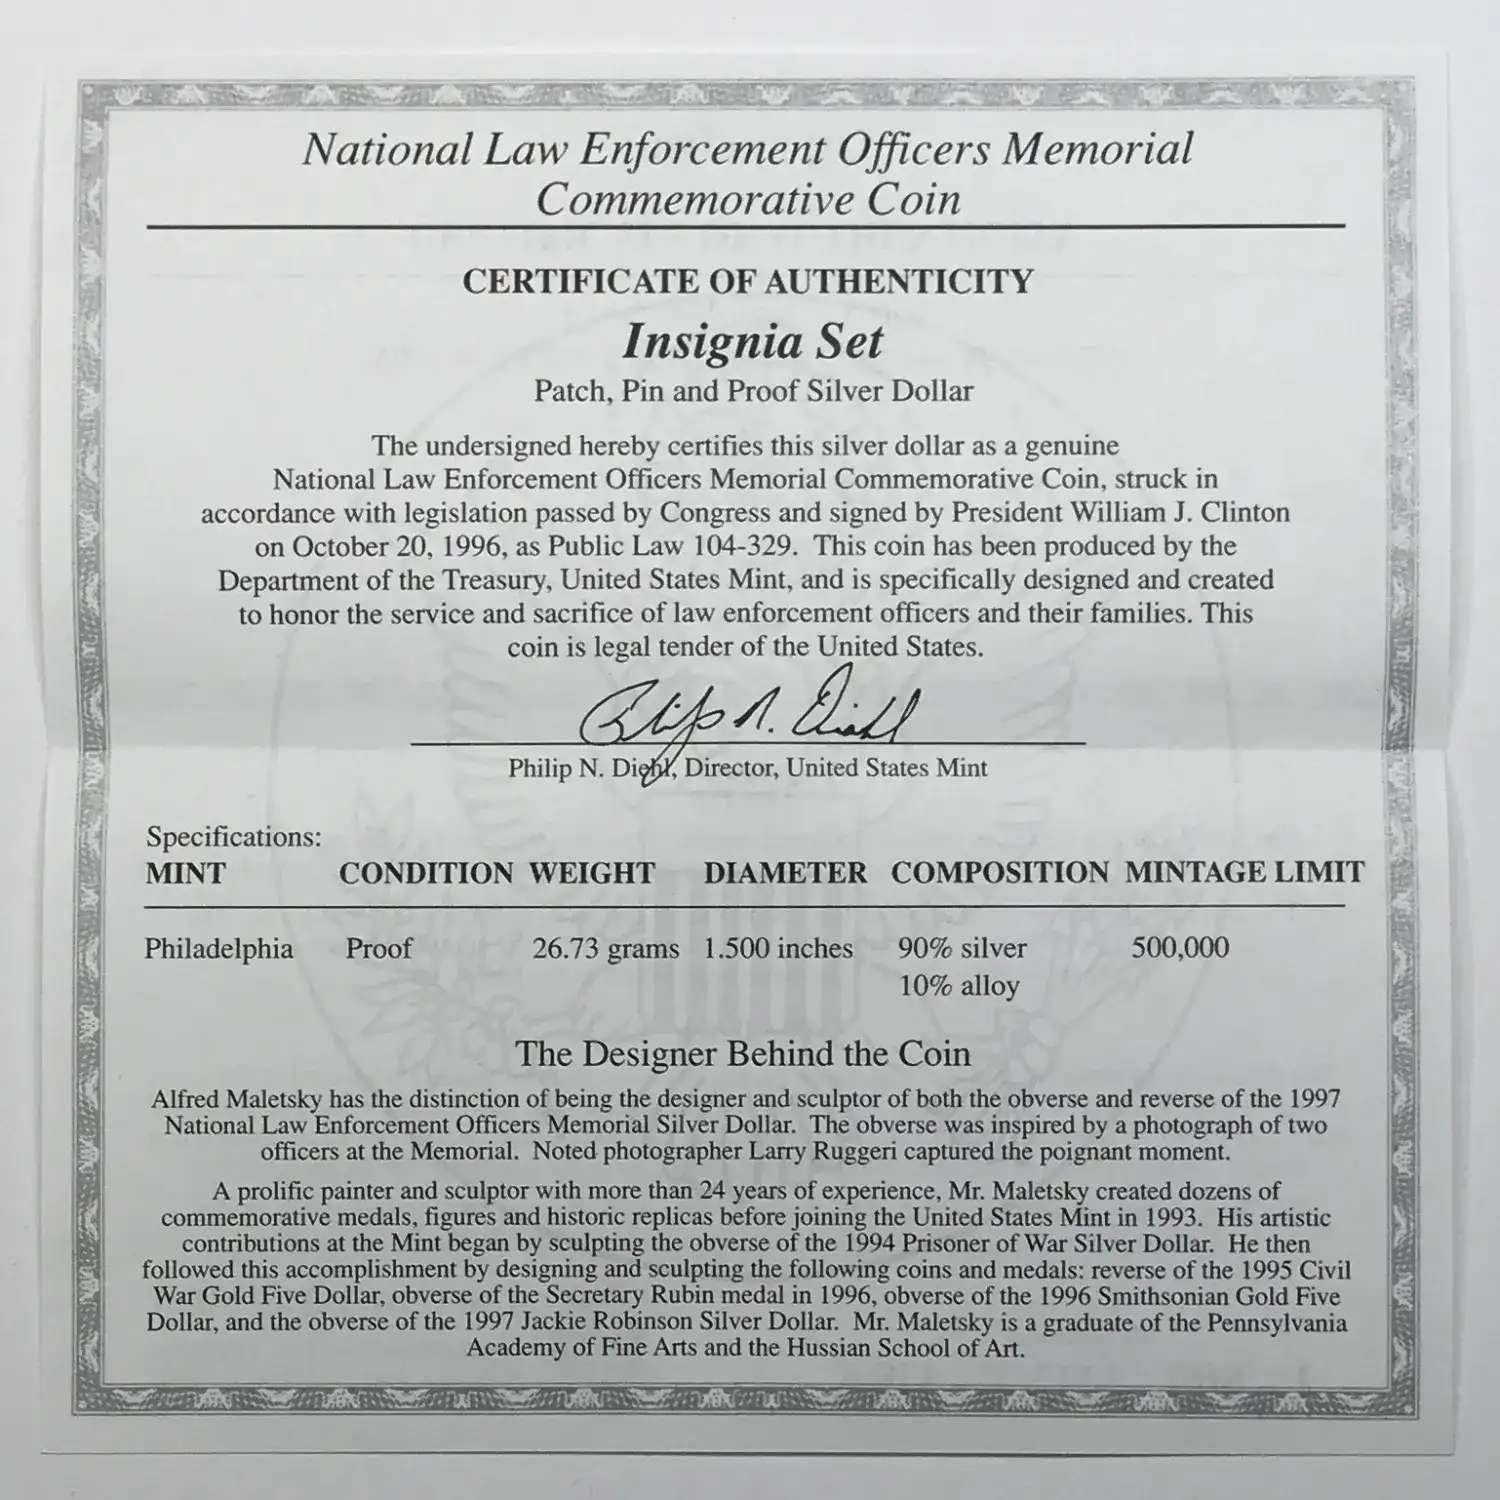 National Law Enforcement Officers Memorial
Commemorative Coin
CERTIFICATE OF AUTHENTICITY
Insignia Set
Patch, Pin and Proof Silver Dollar
The undersigned hereby certifies this silver dollar as a genuine
National Law Enforcement Officers Memorial Commemorative Coin, struck in
accordance with legislation passed by Congress and signed by President William J. Clinton
on October 20, 1996, as Public Law 104-329. This coin has been produced by the
Department of the Treasury, United States Mint, and is specifically designed and created
to honor the service and sacrifice of law enforcement officers and their families. This
coin is legal tender of the United States.
Philip N. Diehl
Philip N. Diehl, Director, United States Mint
Specifications:
MINT CONDITION WEIGHT DIAMETER COMPOSITION MINTAGE LIMIT
Philadelphia Proof 26.73 grams 1.500 inches 90% silver 500,000
10% alloy
The Designer Behind the Coin
Alfred Maletsky has the distinction of being the designer and sculptor of both the obverse and reverse of the 1997
National Law Enforcement Officers Memorial Silver Dollar. The obverse was inspired by a photograph of two
officers at the Memorial. Noted photographer Larry Ruggeri captured the poignant moment.
A prolific painter and sculptor with more than 24 years of experience, Mr. Maletsky created dozens of
commemorative medals, figures and historic replicas before joining the United States Mint in 1993. His artistic
contributions at the Mint began by sculpting the obverse of the 1994 Prisoner of War Silver Dollar. He then
followed this accomplishment by designing and sculpting the following coins and medals: reverse of the 1995 Civil
War Gold Five Dollar, obverse of the Secretary Rubin medal in 1996, obverse of the 1996 Smithsonian Gold Five
Dollar, and the obverse of the 1997 Jackie Robinson Silver Dollar. Mr. Maletsky is a graduate of the Pennsylvania
Academy of Fine Arts and the Hussian School of Art.